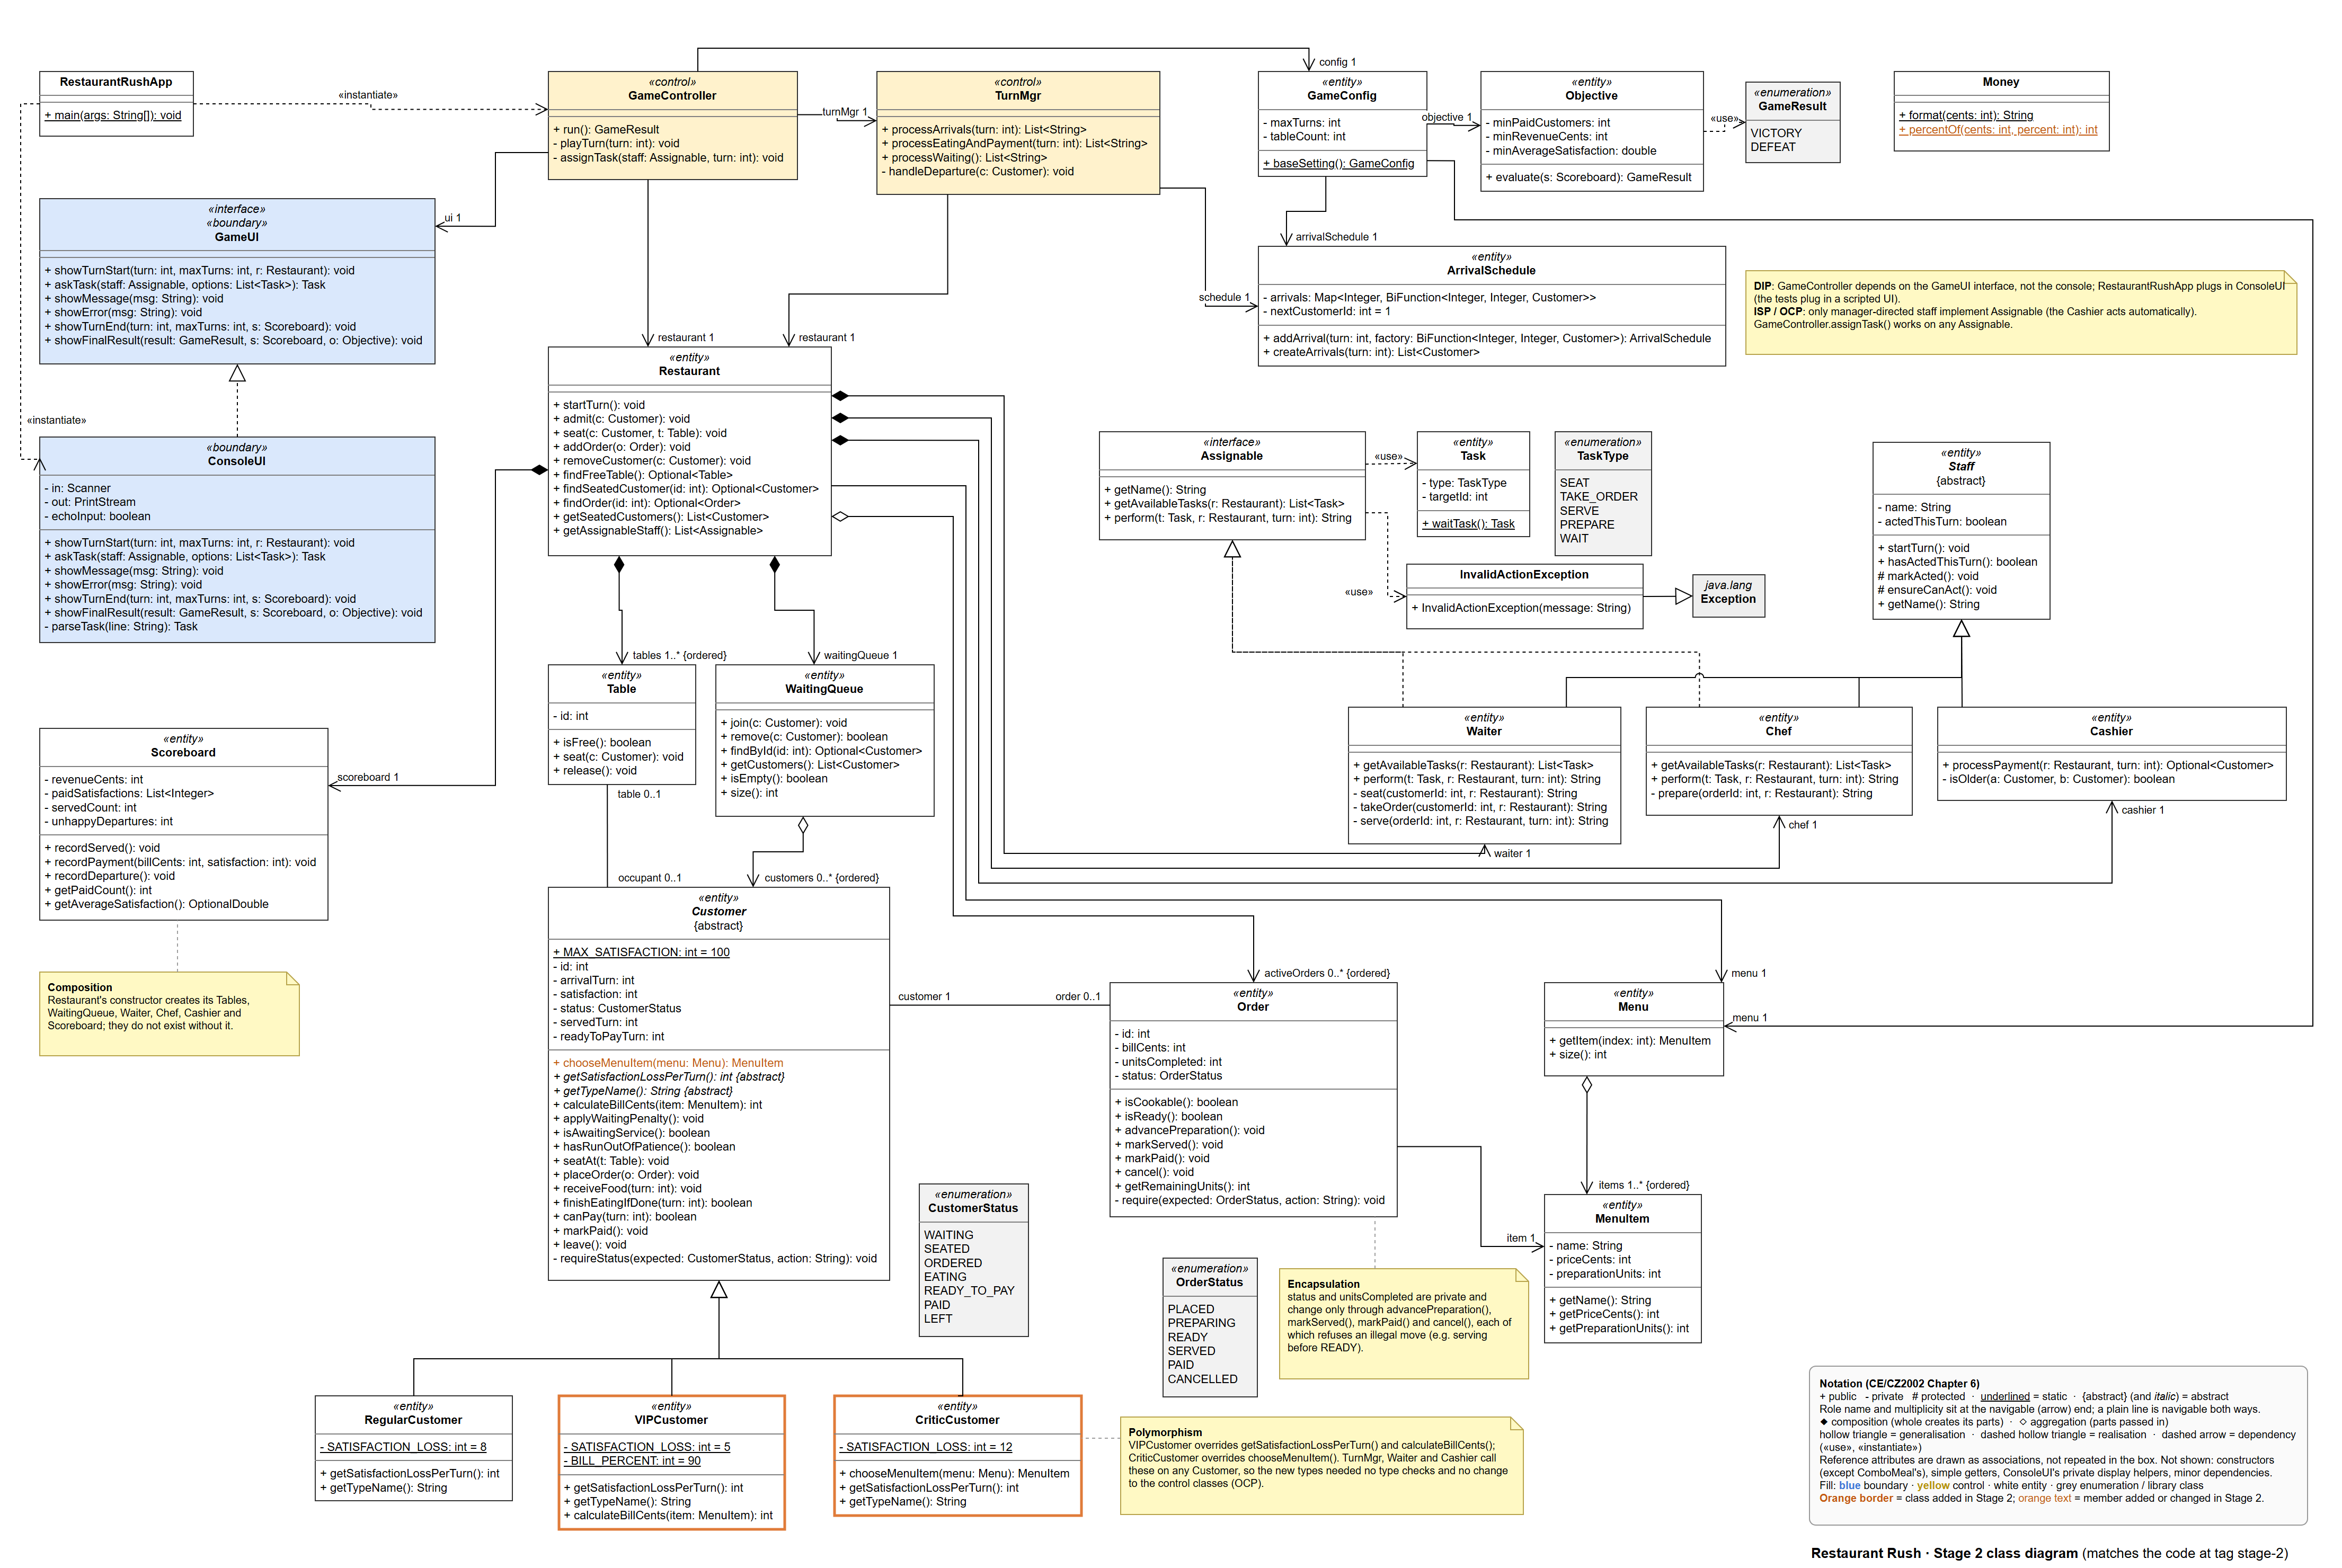 RestaurantRushApp
+ main(args: String[]): void
«instantiate»
«control»
GameController
+ run(): GameResult
- playTurn(turn: int): void
- assignTask(staff: Assignable, turn: int): void
turnMgr 1
«control»
TurnMgr
+ processArrivals(turn: int): List<String>
+ processEatingAndPayment(turn: int): List<String>
+ processWaiting(): List<String>
- handleDeparture(c: Customer): void
config 1
«entity»
GameConfig
- maxTurns: int
- tableCount: int
+ baseSetting(): GameConfig
objective 1
«entity»
Objective
- minPaidCustomers: int
- minRevenueCents: int
- minAverageSatisfaction: double
+ evaluate(s: Scoreboard): GameResult
«use»
«enumeration»
GameResult
VICTORY
DEFEAT
Money
+ format(cents: int): String
+ percentOf(cents: int, percent: int): int
ui 1
«interface»
«boundary»
GameUI
+ showTurnStart(turn: int, maxTurns: int, r: Restaurant): void
+ askTask(staff: Assignable, options: List<Task>): Task
+ showMessage(msg: String): void
+ showError(msg: String): void
+ showTurnEnd(turn: int, maxTurns: int, s: Scoreboard): void
+ showFinalResult(result: GameResult, s: Scoreboard, o: Objective): void
arrivalSchedule 1
schedule 1
«entity»
ArrivalSchedule
- arrivals: Map<Integer, BiFunction<Integer, Integer, Customer>>
- nextCustomerId: int = 1
+ addArrival(turn: int, factory: BiFunction<Integer, Integer, Customer>): ArrivalSchedule
+ createArrivals(turn: int): List<Customer>
DIP: GameController depends on the GameUI interface, not the console; RestaurantRushApp plugs in ConsoleUI
(the tests plug in a scripted UI).
ISP / OCP: only manager-directed staff implement Assignable (the Cashier acts automatically).
GameController.assignTask() works on any Assignable.
«instantiate»
«boundary»
ConsoleUI
- in: Scanner
- out: PrintStream
- echoInput: boolean
+ showTurnStart(turn: int, maxTurns: int, r: Restaurant): void
+ askTask(staff: Assignable, options: List<Task>): Task
+ showMessage(msg: String): void
+ showError(msg: String): void
+ showTurnEnd(turn: int, maxTurns: int, s: Scoreboard): void
+ showFinalResult(result: GameResult, s: Scoreboard, o: Objective): void
- parseTask(line: String): Task
restaurant 1
restaurant 1
«entity»
Restaurant
+ startTurn(): void
+ admit(c: Customer): void
+ seat(c: Customer, t: Table): void
+ addOrder(o: Order): void
+ removeCustomer(c: Customer): void
+ findFreeTable(): Optional<Table>
+ findSeatedCustomer(id: int): Optional<Customer>
+ findOrder(id: int): Optional<Order>
+ getSeatedCustomers(): List<Customer>
+ getAssignableStaff(): List<Assignable>
«interface»
Assignable
+ getName(): String
+ getAvailableTasks(r: Restaurant): List<Task>
+ perform(t: Task, r: Restaurant, turn: int): String
«use»
«entity»
Task
- type: TaskType
- targetId: int
+ waitTask(): Task
«enumeration»
TaskType
SEAT
TAKE_ORDER
SERVE
PREPARE
WAIT
«use»
InvalidActionException
+ InvalidActionException(message: String)
java.lang
Exception
«entity»
Staff
{abstract}
- name: String
- actedThisTurn: boolean
+ startTurn(): void
+ hasActedThisTurn(): boolean
# markActed(): void
# ensureCanAct(): void
+ getName(): String
tables 1..* {ordered}
«entity»
Table
- id: int
+ isFree(): boolean
+ seat(c: Customer): void
+ release(): void
table 0..1
waitingQueue 1
«entity»
WaitingQueue
+ join(c: Customer): void
+ remove(c: Customer): boolean
+ findById(id: int): Optional<Customer>
+ getCustomers(): List<Customer>
+ isEmpty(): boolean
+ size(): int
«entity»
Waiter
+ getAvailableTasks(r: Restaurant): List<Task>
+ perform(t: Task, r: Restaurant, turn: int): String
- seat(customerId: int, r: Restaurant): String
- takeOrder(customerId: int, r: Restaurant): String
- serve(orderId: int, r: Restaurant, turn: int): String
waiter 1
«entity»
Chef
+ getAvailableTasks(r: Restaurant): List<Task>
+ perform(t: Task, r: Restaurant, turn: int): String
- prepare(orderId: int, r: Restaurant): String
chef 1
«entity»
Cashier
+ processPayment(r: Restaurant, turn: int): Optional<Customer>
- isOlder(a: Customer, b: Customer): boolean
cashier 1
scoreboard 1
«entity»
Scoreboard
- revenueCents: int
- paidSatisfactions: List<Integer>
- servedCount: int
- unhappyDepartures: int
+ recordServed(): void
+ recordPayment(billCents: int, satisfaction: int): void
+ recordDeparture(): void
+ getPaidCount(): int
+ getAverageSatisfaction(): OptionalDouble
Composition
Restaurant's constructor creates its Tables,
WaitingQueue, Waiter, Chef, Cashier and
Scoreboard; they do not exist without it.
occupant 0..1
customers 0..* {ordered}
«entity»
Customer
{abstract}
+ MAX_SATISFACTION: int = 100
- id: int
- arrivalTurn: int
- satisfaction: int
- status: CustomerStatus
- servedTurn: int
- readyToPayTurn: int
+ chooseMenuItem(menu: Menu): MenuItem
+ getSatisfactionLossPerTurn(): int {abstract}
+ getTypeName(): String {abstract}
+ calculateBillCents(item: MenuItem): int
+ applyWaitingPenalty(): void
+ isAwaitingService(): boolean
+ hasRunOutOfPatience(): boolean
+ seatAt(t: Table): void
+ placeOrder(o: Order): void
+ receiveFood(turn: int): void
+ finishEatingIfDone(turn: int): boolean
+ canPay(turn: int): boolean
+ markPaid(): void
+ leave(): void
- requireStatus(expected: CustomerStatus, action: String): void
customer 1
order 0..1
activeOrders 0..* {ordered}
«entity»
Order
- id: int
- billCents: int
- unitsCompleted: int
- status: OrderStatus
+ isCookable(): boolean
+ isReady(): boolean
+ advancePreparation(): void
+ markServed(): void
+ markPaid(): void
+ cancel(): void
+ getRemainingUnits(): int
- require(expected: OrderStatus, action: String): void
menu 1
menu 1
«entity»
Menu
+ getItem(index: int): MenuItem
+ size(): int
items 1..* {ordered}
item 1
«entity»
MenuItem
- name: String
- priceCents: int
- preparationUnits: int
+ getName(): String
+ getPriceCents(): int
+ getPreparationUnits(): int
«enumeration»
CustomerStatus
WAITING
SEATED
ORDERED
EATING
READY_TO_PAY
PAID
LEFT
«enumeration»
OrderStatus
PLACED
PREPARING
READY
SERVED
PAID
CANCELLED
Encapsulation
status and unitsCompleted are private and
change only through advancePreparation(),
markServed(), markPaid() and cancel(), each of
which refuses an illegal move (e.g. serving
before READY).
«entity»
RegularCustomer
- SATISFACTION_LOSS: int = 8
+ getSatisfactionLossPerTurn(): int
+ getTypeName(): String
«entity»
VIPCustomer
- SATISFACTION_LOSS: int = 5
- BILL_PERCENT: int = 90
+ getSatisfactionLossPerTurn(): int
+ getTypeName(): String
+ calculateBillCents(item: MenuItem): int
«entity»
CriticCustomer
- SATISFACTION_LOSS: int = 12
+ chooseMenuItem(menu: Menu): MenuItem
+ getSatisfactionLossPerTurn(): int
+ getTypeName(): String
Polymorphism
VIPCustomer overrides getSatisfactionLossPerTurn() and calculateBillCents();
CriticCustomer overrides chooseMenuItem(). TurnMgr, Waiter and Cashier call
these on any Customer, so the new types needed no type checks and no change
to the control classes (OCP).
Notation (CE/CZ2002 Chapter 6)
+ public - private # protected · underlined = static · {abstract} (and italic) = abstract
Role name and multiplicity sit at the navigable (arrow) end; a plain line is navigable both ways.
◆ composition (whole creates its parts) · ◇ aggregation (parts passed in)
hollow triangle = generalisation · dashed hollow triangle = realisation · dashed arrow = dependency
(«use», «instantiate»)
Reference attributes are drawn as associations, not repeated in the box. Not shown: constructors
(except ComboMeal's), simple getters, ConsoleUI's private display helpers, minor dependencies.
Fill: blue boundary · yellow control · white entity · grey enumeration / library class
Orange border = class added in Stage 2; orange text = member added or changed in Stage 2.
Restaurant Rush · Stage 2 class diagram (matches the code at tag stage-2)